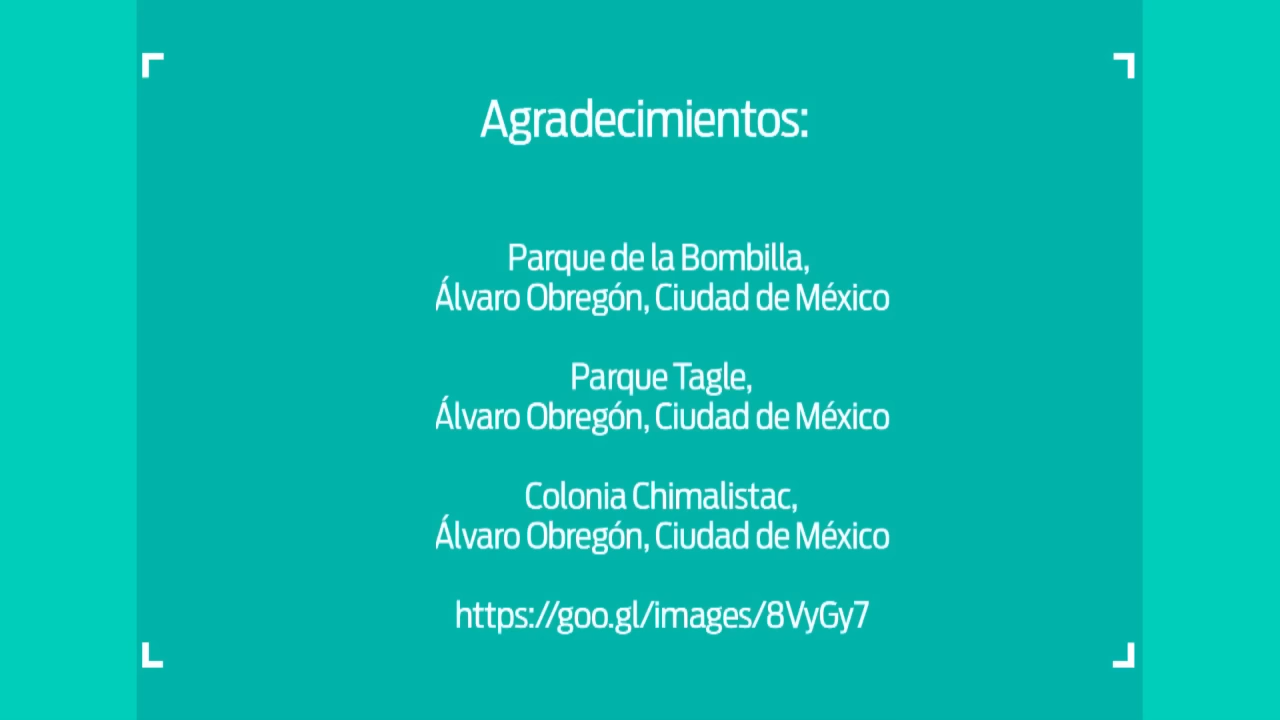 Agradecimientos:
Parque de la Bombilla,
Álvaro Obregón, Ciudad de México
Parque Tagle,
Álvaro Obregón, Ciudad de México
Colonia Chimalistac,
Álvaro Obregón, Ciudad de México
https://goo.gl/images/8VyGy7